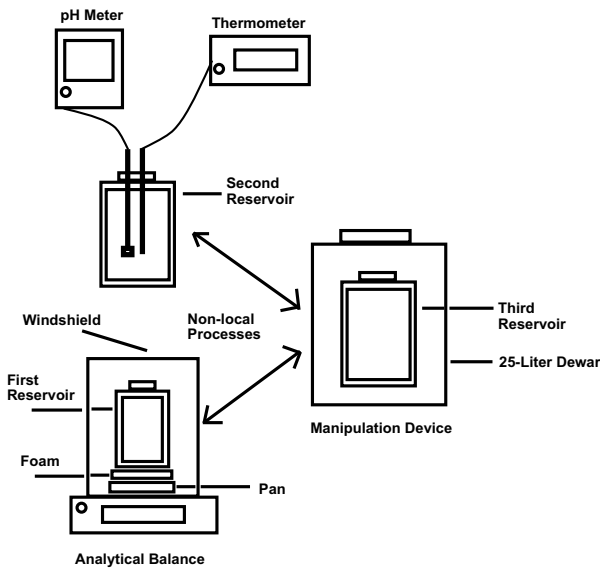 pH Meter
Thermometer
Second
Reservoir
Windshield
Non-local
Processes
Third
Reservoir
25-Liter Dewar
First
Reservoir
Manipulation Device
Foam
Pan
Analytical Balance